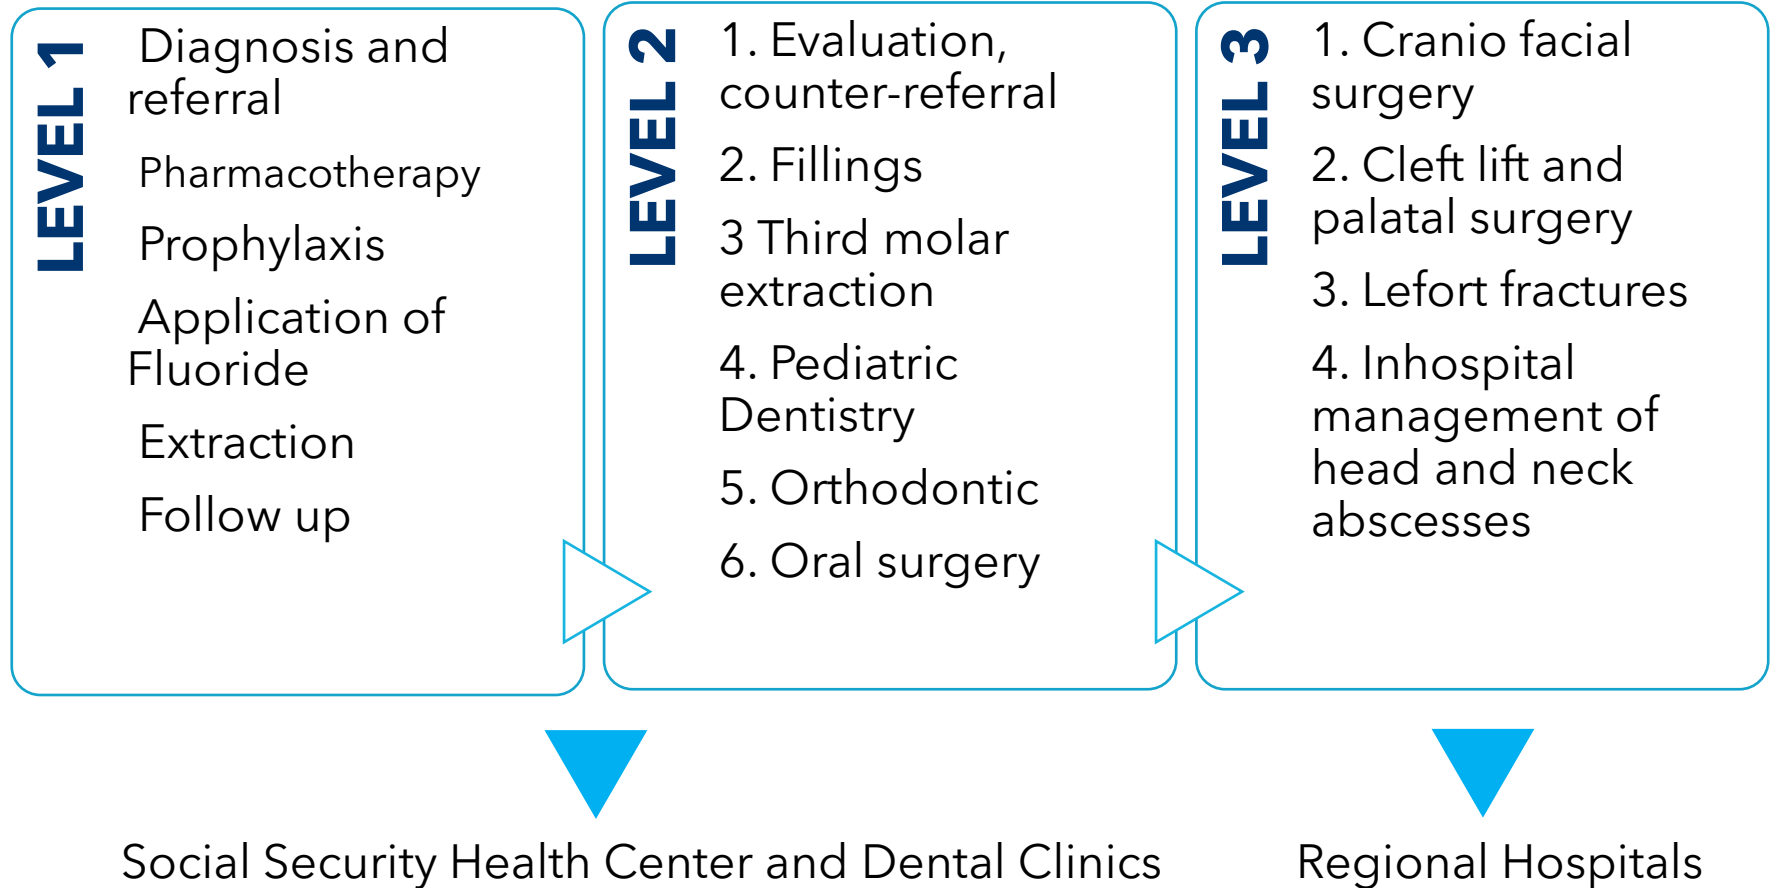 LEVEL 1
Diagnosis and
referral
Pharmacotherapy
Prophylaxis
Application of
Fluoride
Extraction
Follow up
LEVEL 2
1. Evaluation,
counter-referral
2. Fillings
3 Third molar
extraction
4. Pediatric
Dentistry
5. Orthodontic
6. Oral surgery
LEVEL 3
1. Cranio facial
surgery
2. Cleft lift and
palatal surgery
3. Lefort fractures
4. Inhospital
management of
head and neck
abscesses
Social Security Health Center and Dental Clinics
Regional Hospitals